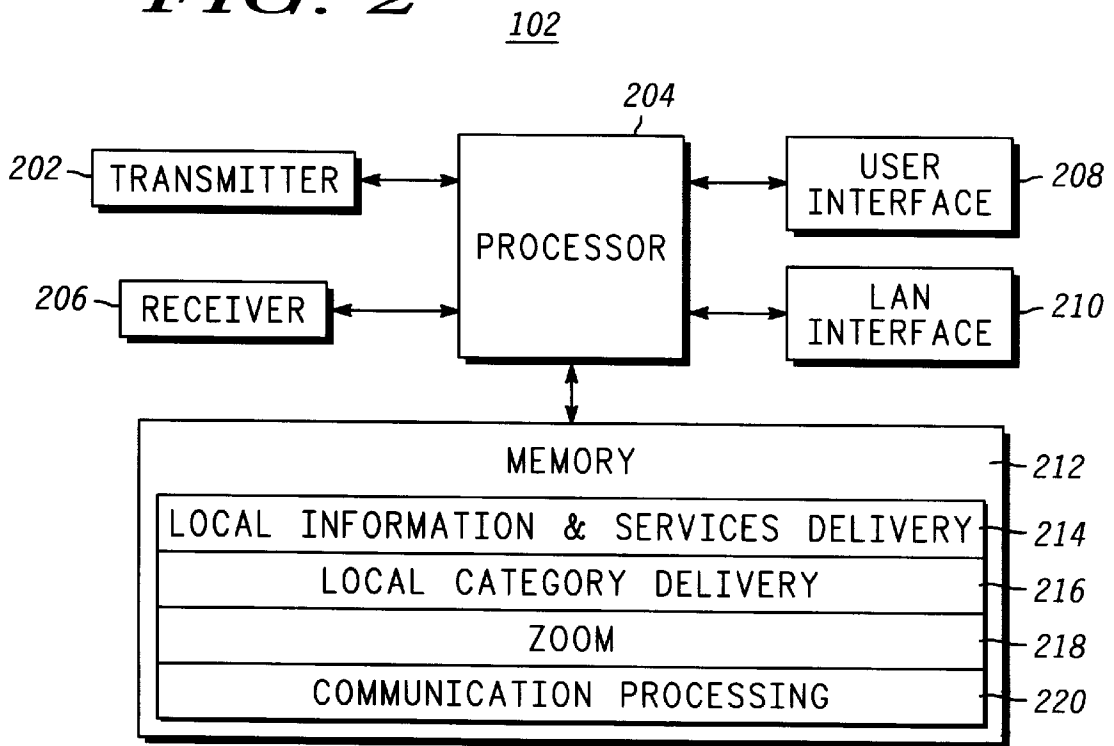 FIG. 2
102
204
202 TRANSMITTER
PROCESSOR
USER INTERFACE 208
206 RECEIVER
LAN INTERFACE 210
MEMORY 212
LOCAL INFORMATION & SERVICES DELIVERY 214
LOCAL CATEGORY DELIVERY 216
ZOOM 218
COMMUNICATION PROCESSING 220